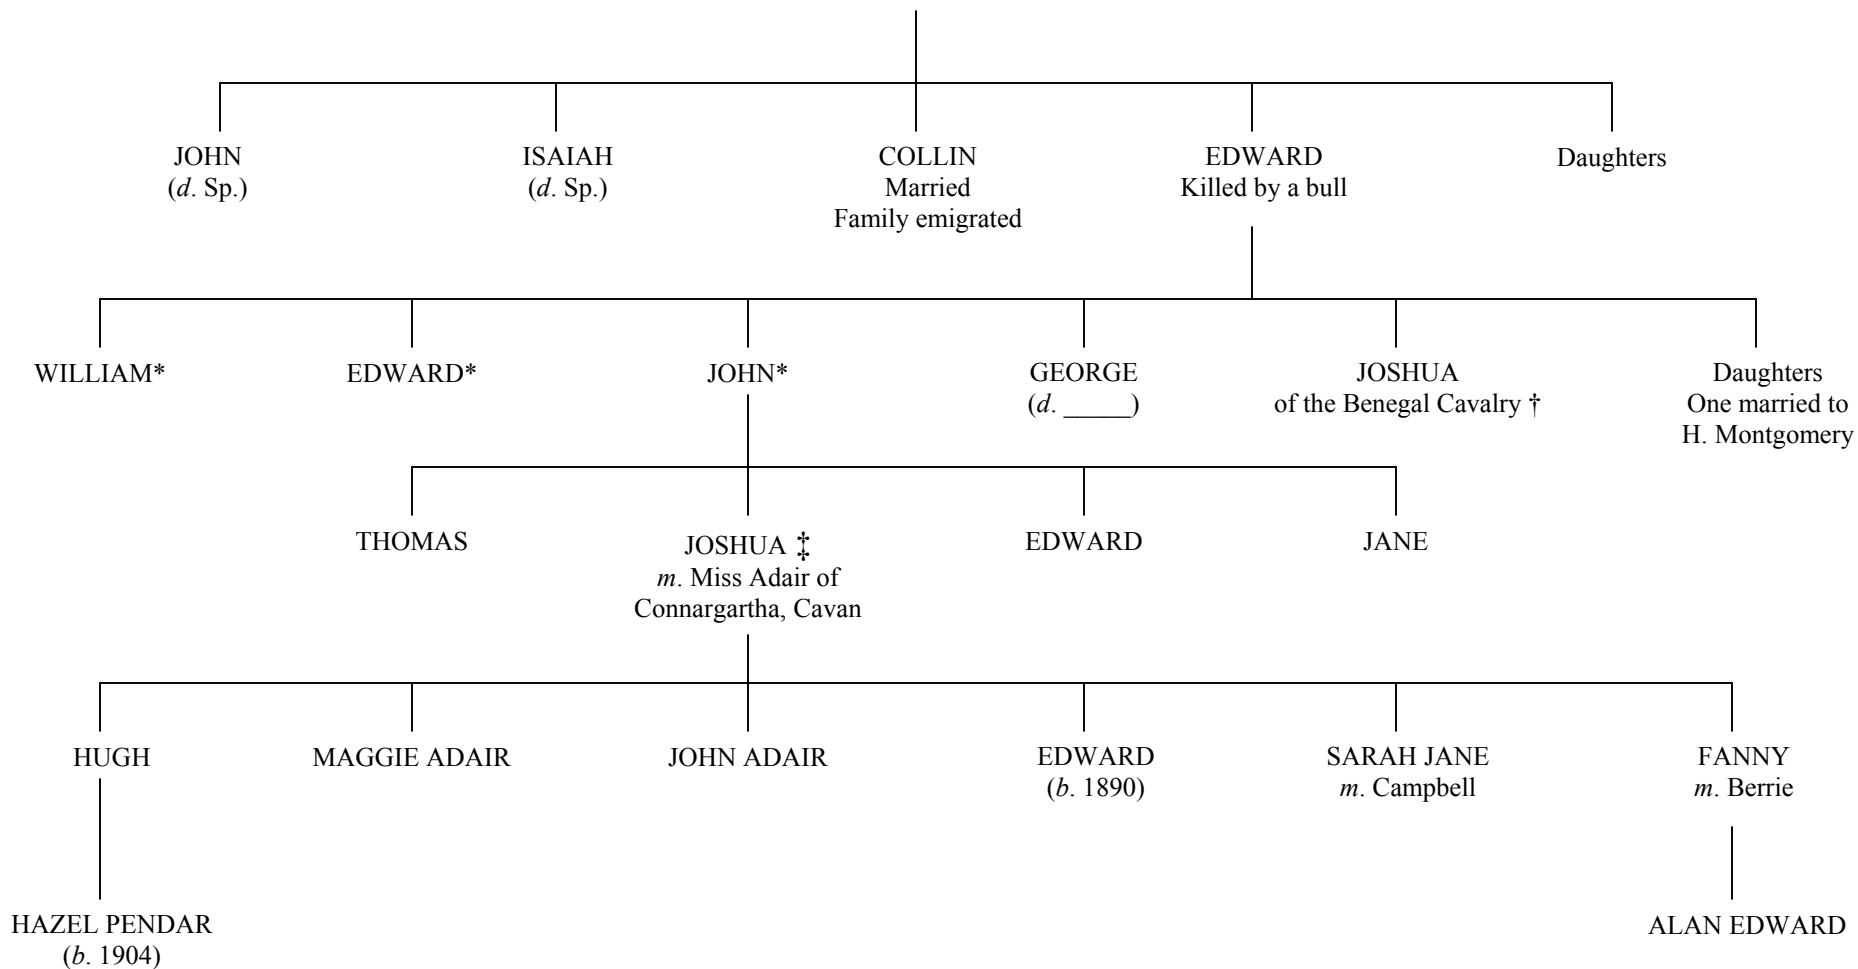 JOHN
(d. Sp.)
ISAIAH
(d. Sp.)
COLLIN
Married
Family emigrated
EDWARD
Killed by a bull
Daughters
WILLIAM*
EDWARD*
JOHN*
GEORGE
(d. _____)
JOSHUA
of the Benegal Cavalry †
Daughters
One married to
H. Montgomery
THOMAS
JOSHUA ‡
m. Miss Adair of
Connargartha, Cavan
EDWARD
JANE
HUGH
MAGGIE ADAIR
JOHN ADAIR
EDWARD
(b. 1890)
SARAH JANE
m. Campbell
FANNY
m. Berrie
HAZEL PENDAR
(b. 1904)
ALAN EDWARD